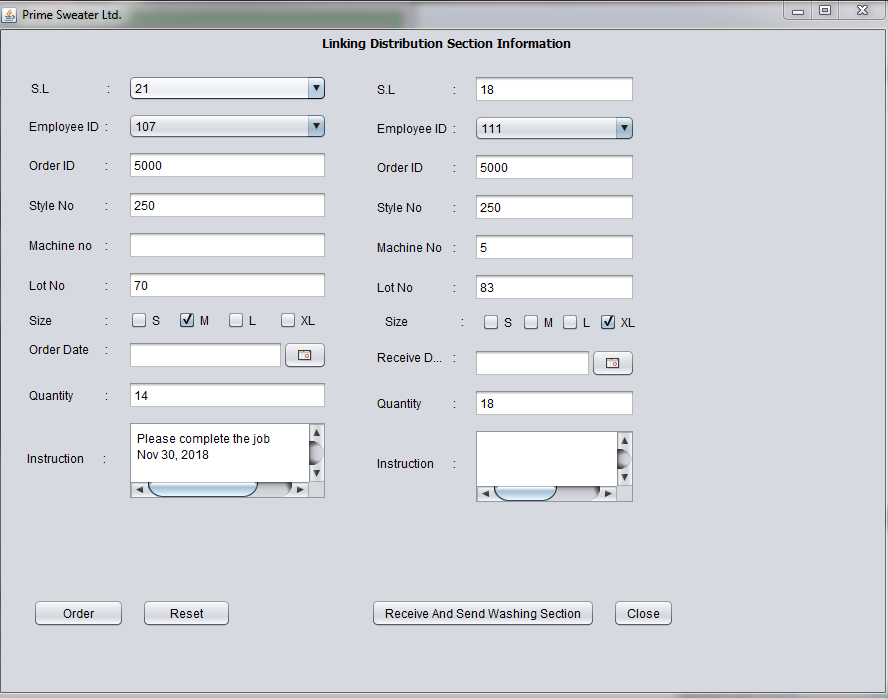 Prime Sweater Ltd.
Linking Distribution Section Information
S.L : 21
Employee ID : 107
Order ID : 5000
Style No : 250
Machine no :
Lot No : 70
Size : S M L XL
Order Date :
Quantity : 14
Instruction :
Please complete the job
Nov 30, 2018
S.L : 18
Employee ID : 111
Order ID : 5000
Style No : 250
Machine No : 5
Lot No : 83
Size : S M L XL
Receive D... :
Quantity : 18
Instruction :
Order Reset Receive And Send Washing Section Close